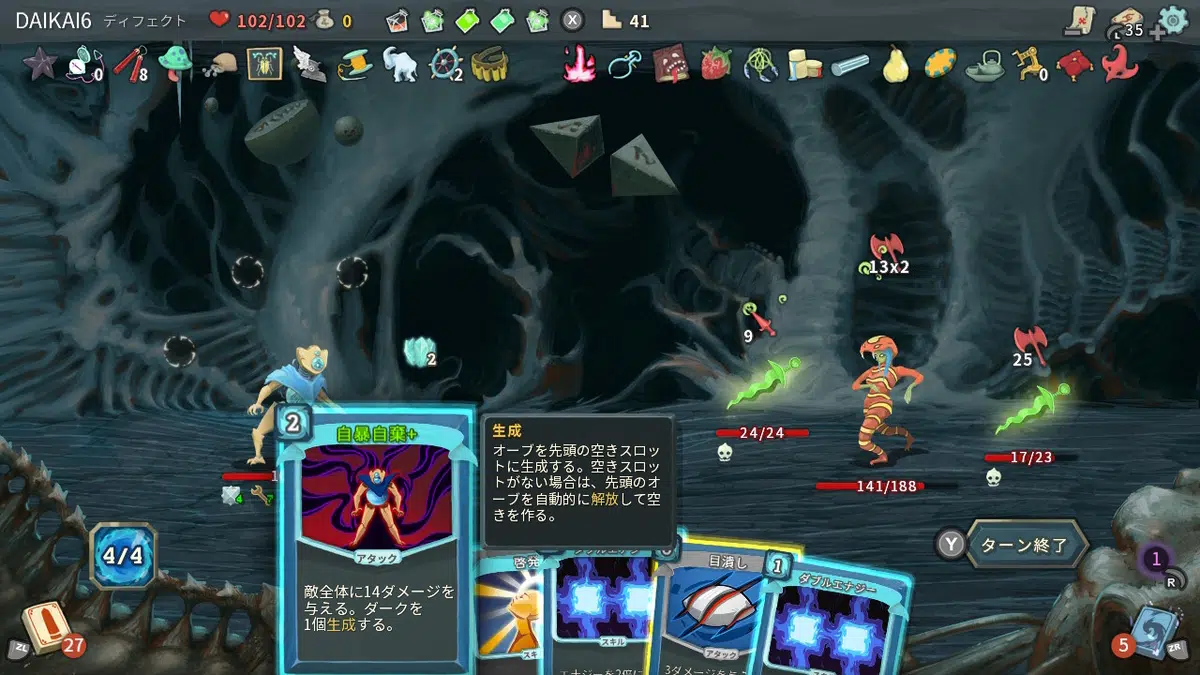 DAIKAI6 ディフェクト 102/102 0 X 41
L 35
0 8 2 0
13x2
9
25
2
24/24
17/23
141/188
4 7
2
自暴自棄+
アタック
敵全体に14ダメージを
与える。ダークを
1個生成する。
生成
オーブを先頭の空きスロッ
トに生成する。空きスロッ
トがない場合は、先頭のオ
ーブを自動的に解放して空
きを作る。
4/4
啓発
スキル
目潰し
アタック
3ダメージを与
1
ダブルエナジー
Y ターン終了
1
R
ZL 27
5 ZR